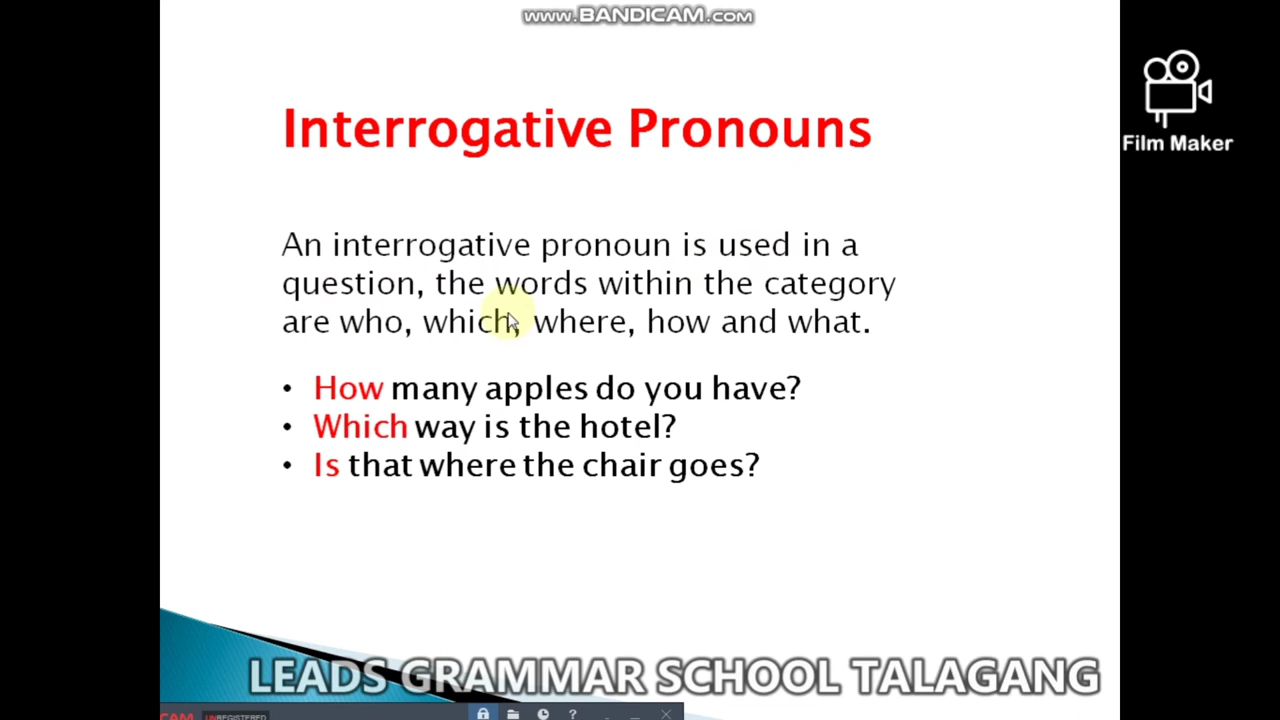 www.BANDICAM.com
Film Maker
Interrogative Pronouns
An interrogative pronoun is used in a
question, the words within the category
are who, which, where, how and what.
• How many apples do you have?
• Which way is the hotel?
• Is that where the chair goes?
LEADS GRAMMAR SCHOOL TALAGANG
CAM UNREGISTERED